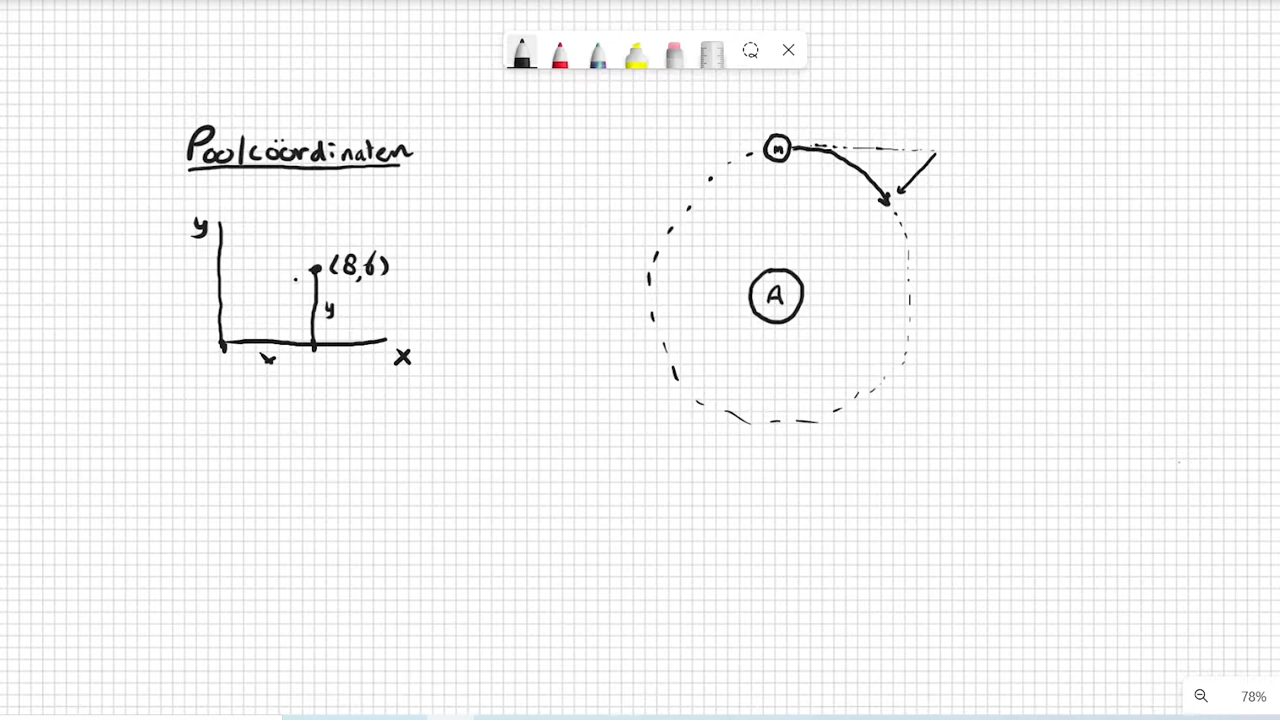 Poolcoördinaten
y
(8,6)
y
x
x
m
A
78%